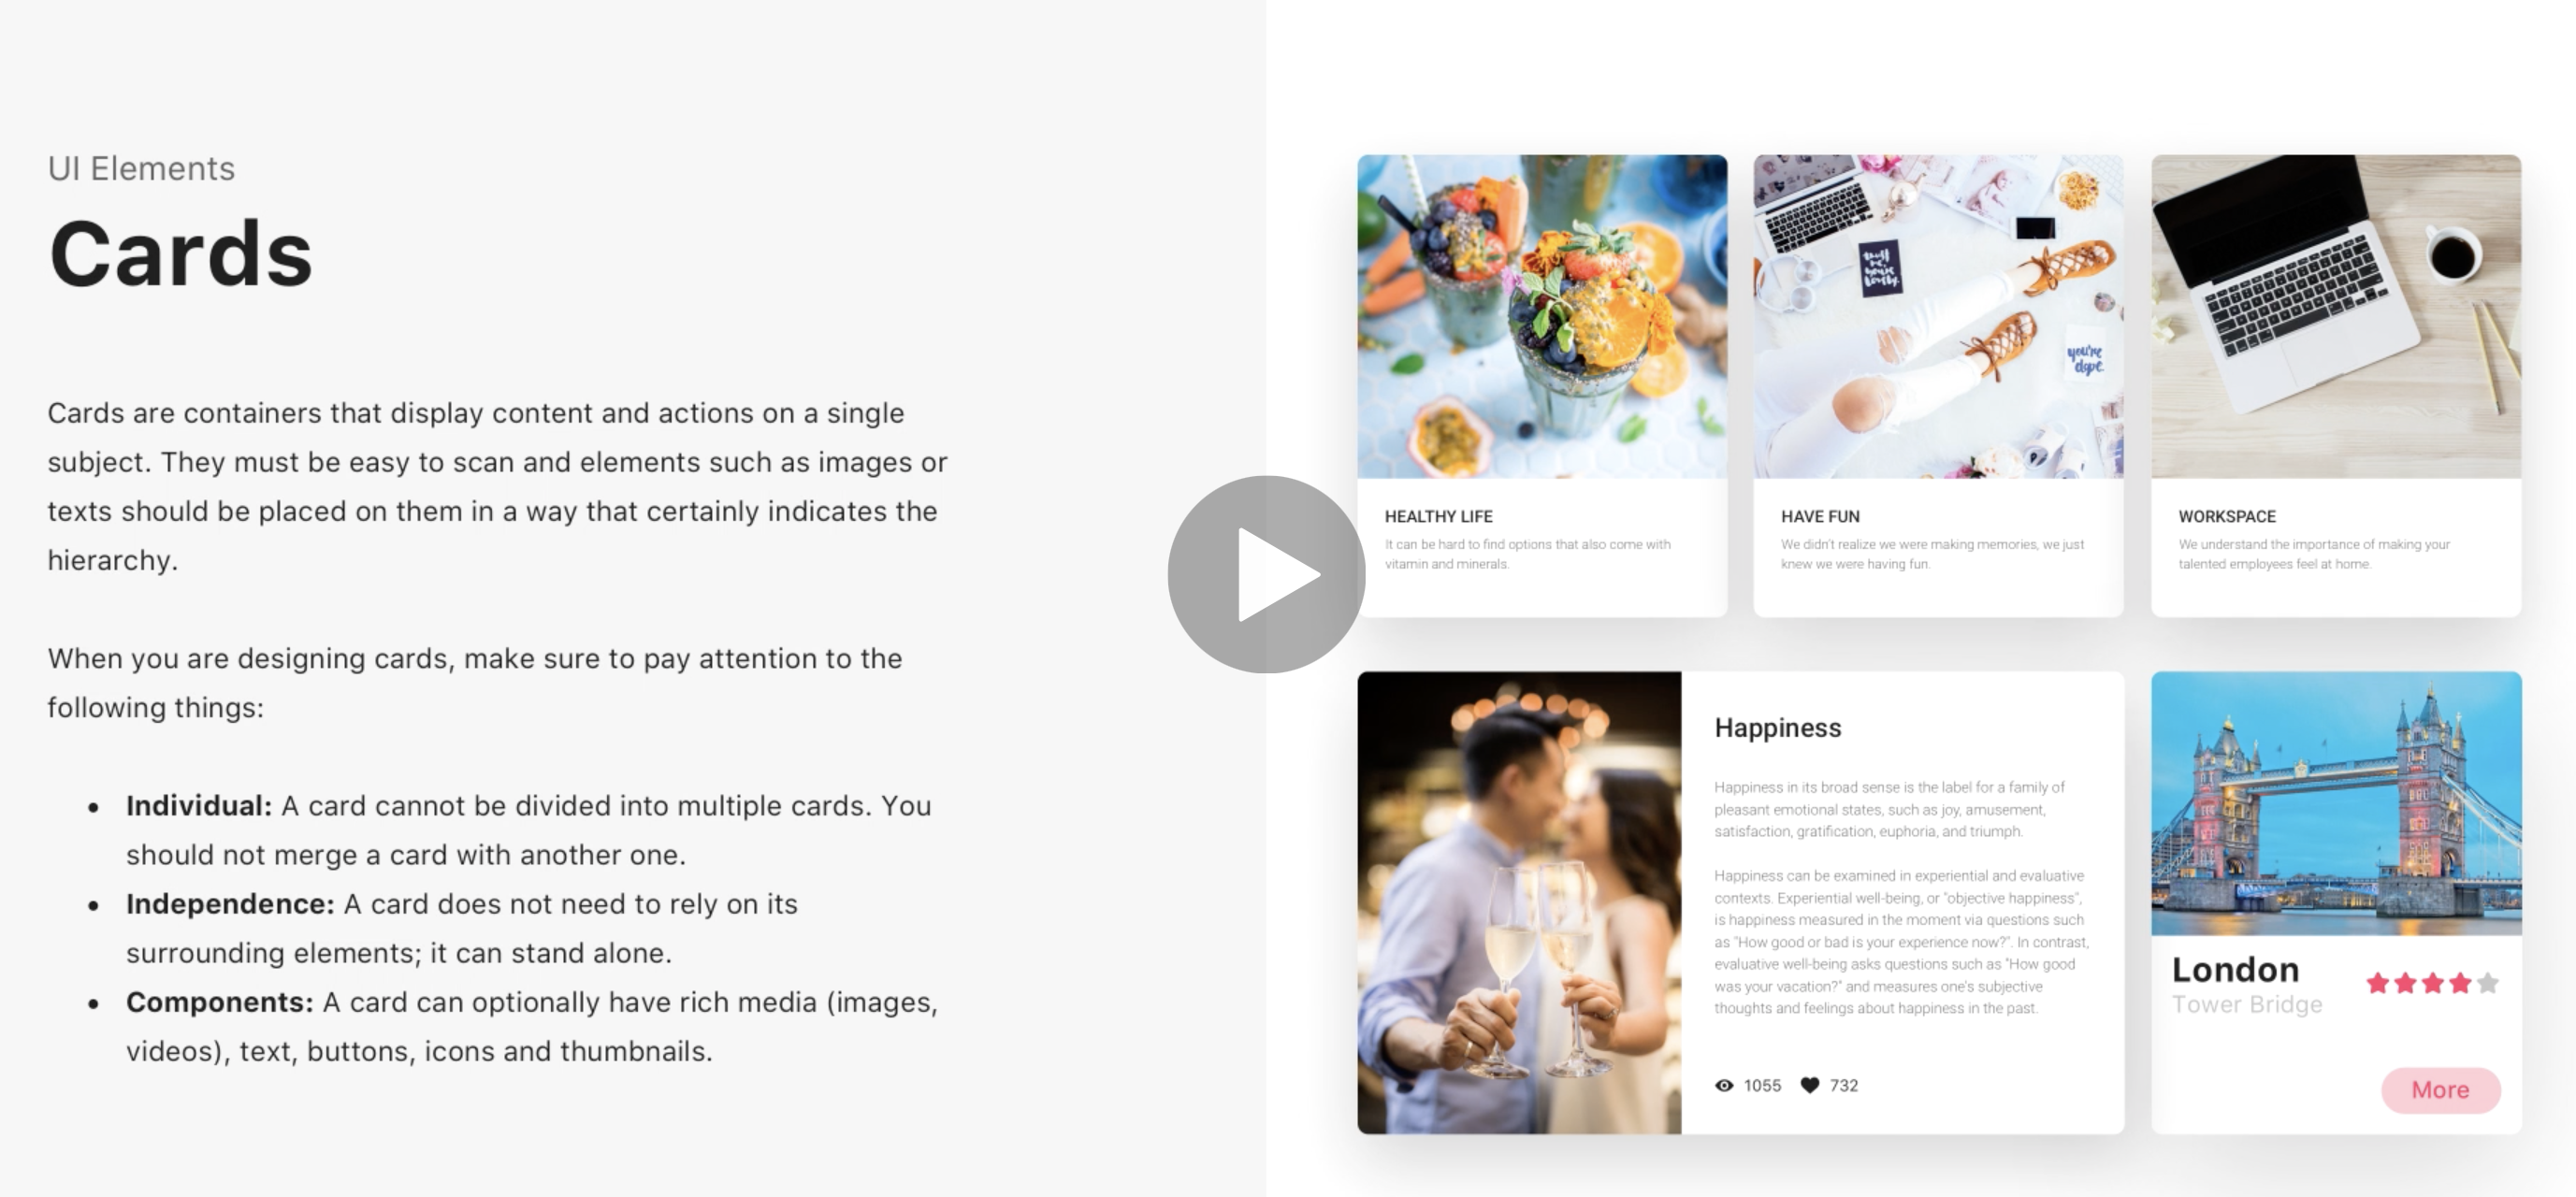 UI Elements
Cards
Cards are containers that display content and actions on a single
subject. They must be easy to scan and elements such as images or
texts should be placed on them in a way that certainly indicates the
hierarchy.
When you are designing cards, make sure to pay attention to the
following things:
• Individual: A card cannot be divided into multiple cards. You
should not merge a card with another one.
• Independence: A card does not need to rely on its
surrounding elements; it can stand alone.
• Components: A card can optionally have rich media (images,
videos), text, buttons, icons and thumbnails.
HEALTHY LIFE
It can be hard to find options that also come with
vitamin and minerals.
you're
dope.
HAVE FUN
We didn't realize we were making memories, we just
knew we were having fun.
WORKSPACE
We understand the importance of making your
talented employees feel at home.
Happiness
Happiness in its broad sense is the label for a family of
pleasant emotional states, such as joy, amusement,
satisfaction, gratification, euphoria, and triumph.
Happiness can be examined in experiential and evaluative
contexts. Experiential well-being, or "objective happiness",
is happiness measured in the moment via questions such
as "How good or bad is your experience now?". In contrast,
evaluative well-being asks questions such as "How good
was your vacation?" and measures one's subjective
thoughts and feelings about happiness in the past.
1055 732
London
Tower Bridge
More